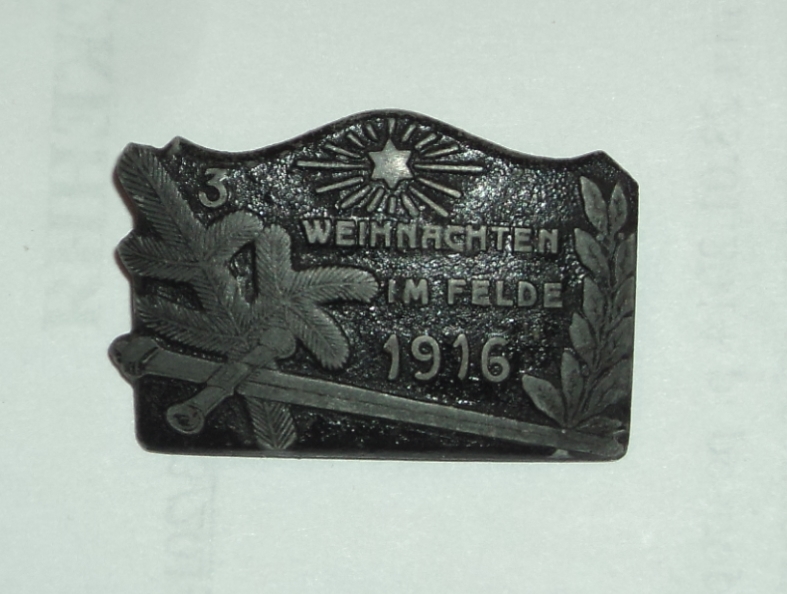 3
WEIHNACHTEN
IM FELDE
1916